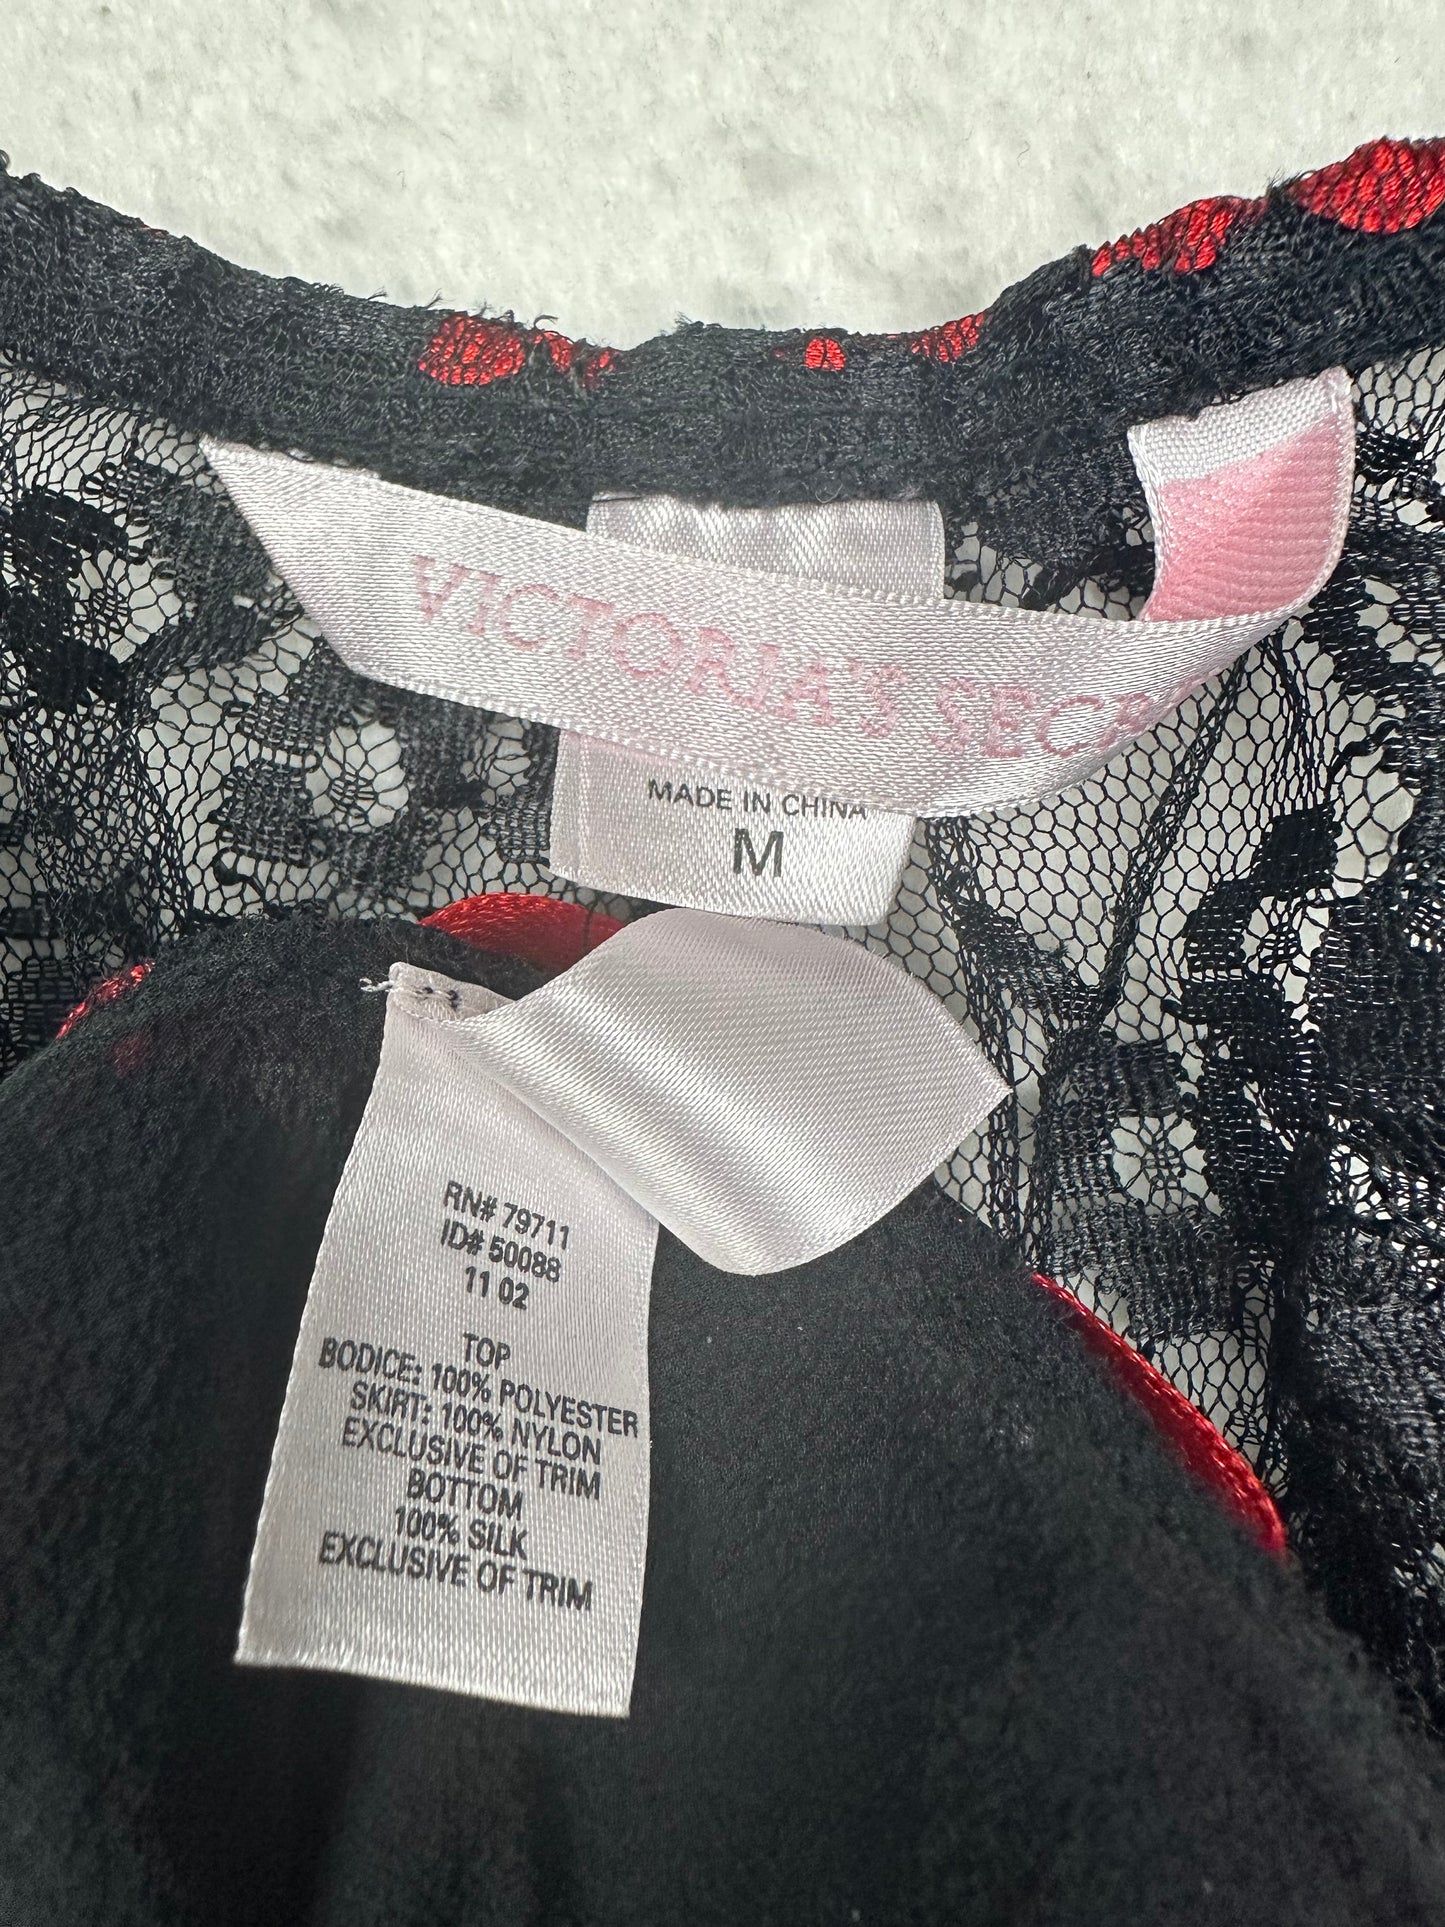 VICTORIA'S SECR
MADE IN CHINA
M
RN# 79711
ID# 50088
11 02
TOP
BODICE: 100% POLYESTER
SKIRT: 100% NYLON
EXCLUSIVE OF TRIM
BOTTOM
100% SILK
EXCLUSIVE OF TRIM